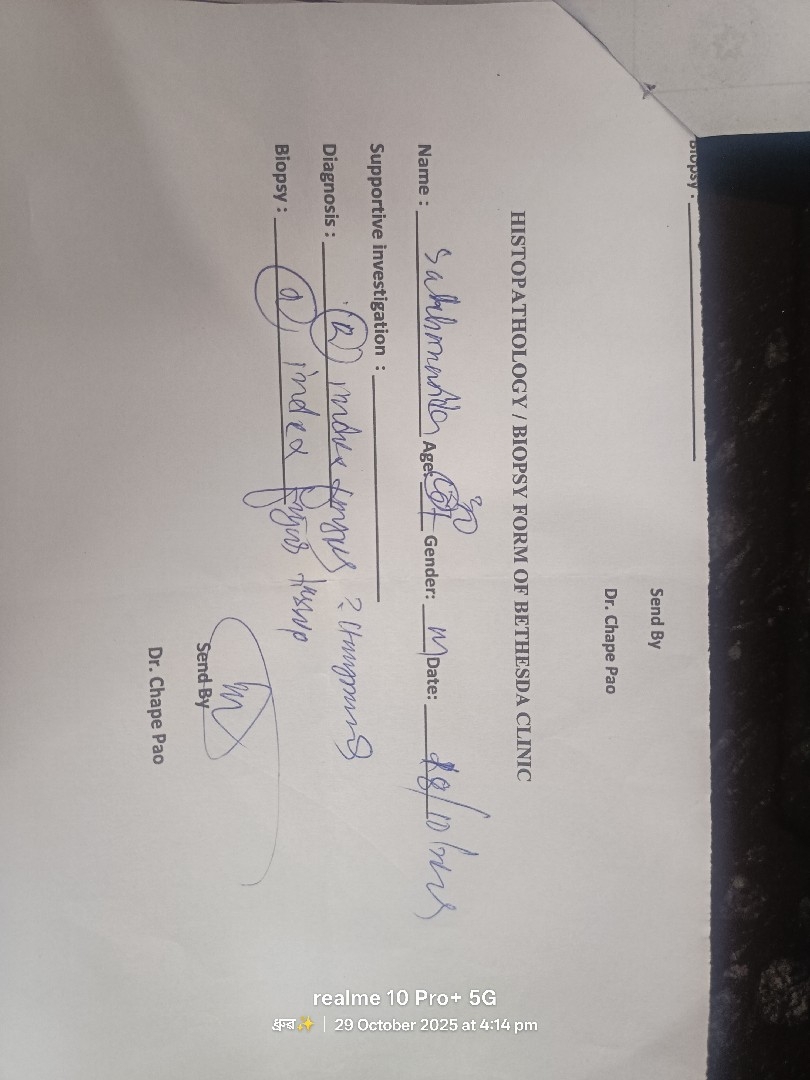 Biopsy :
Send By
Dr. Chape Pao
HISTOPATHOLOGY / BIOPSY FORM OF BETHESDA CLINIC
Name : Age: Gender: M Date:
Supportive investigation :
Diagnosis : (R) index finger ?
Biopsy : index finger tissue
Send By
Dr. Chape Pao
realme 10 Pro+ 5G
ध्रुब✨ | 29 October 2025 at 4:14 pm